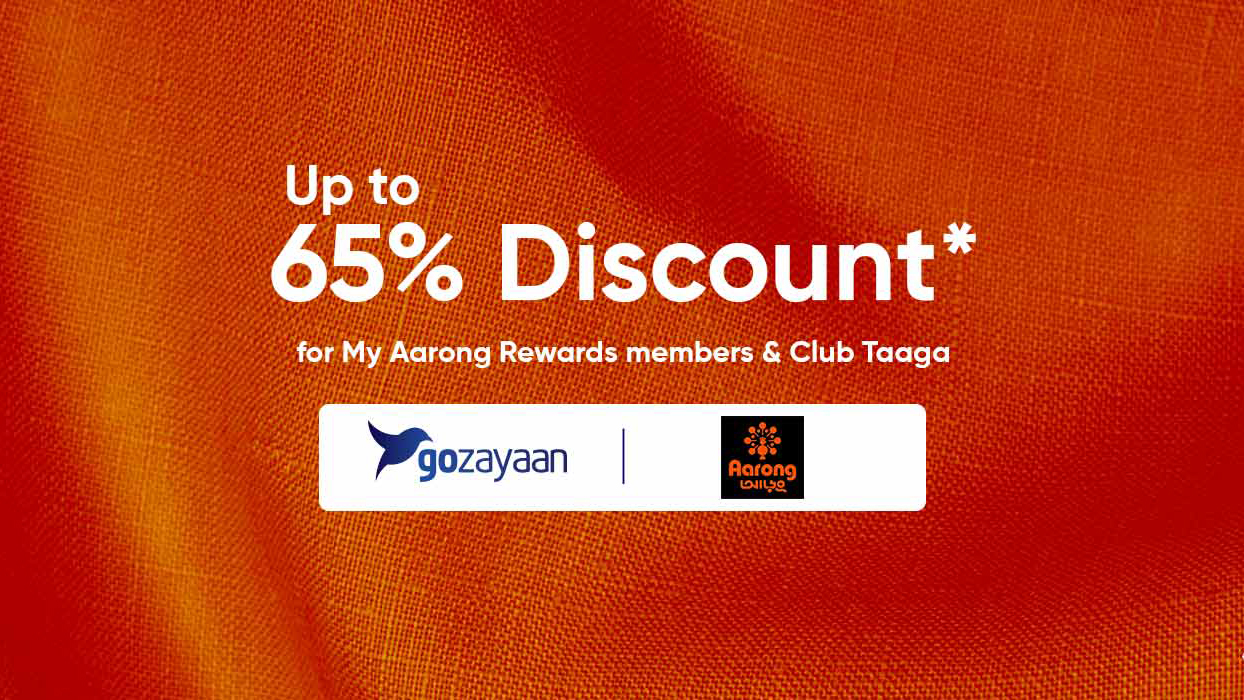 Up to
65% Discount*
for My Aarong Rewards members & Club Taaga
gozayaan
Aarong
আড়ং